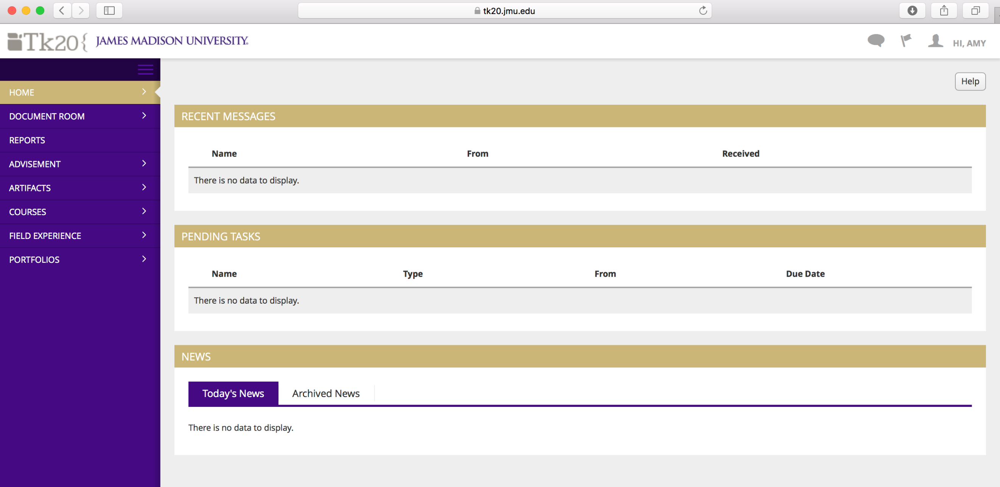 tk20.jmu.edu
Tk20{ JAMES MADISON UNIVERSITY.
HI, AMY
Help
HOME
DOCUMENT ROOM
REPORTS
ADVISEMENT
ARTIFACTS
COURSES
FIELD EXPERIENCE
PORTFOLIOS
RECENT MESSAGES
Name From Received
There is no data to display.
PENDING TASKS
Name Type From Due Date
There is no data to display.
NEWS
Today's News Archived News
There is no data to display.